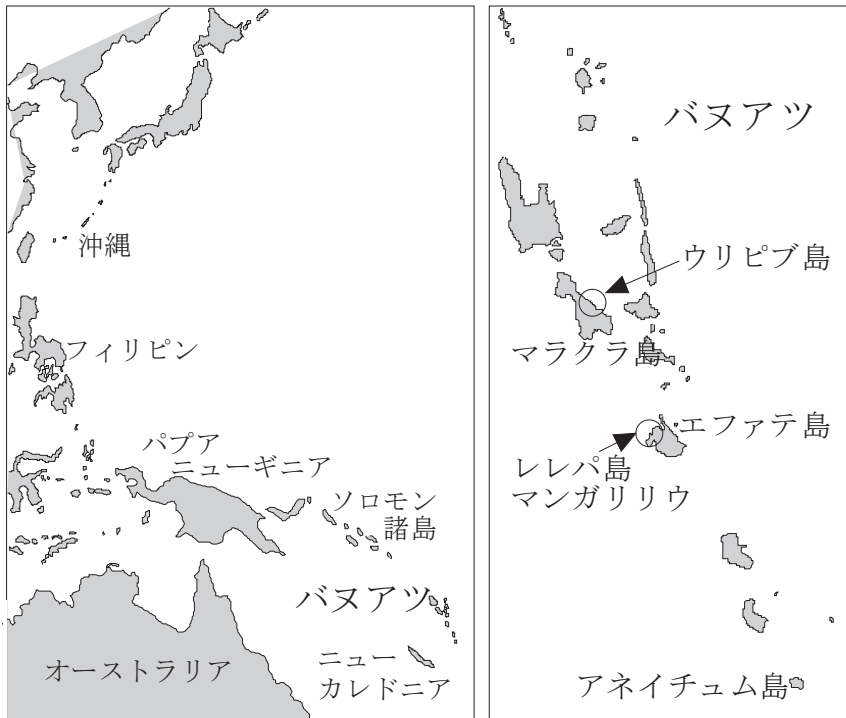 沖縄
フィリピン
パプア
ニューギニア
ソロモン
諸島
バヌアツ
オーストラリア
ニュー
カレドニア
バヌアツ
ウリピブ島
マラクラ島
エファテ島
レレパ島
マンガリリウ
アネイチュム島